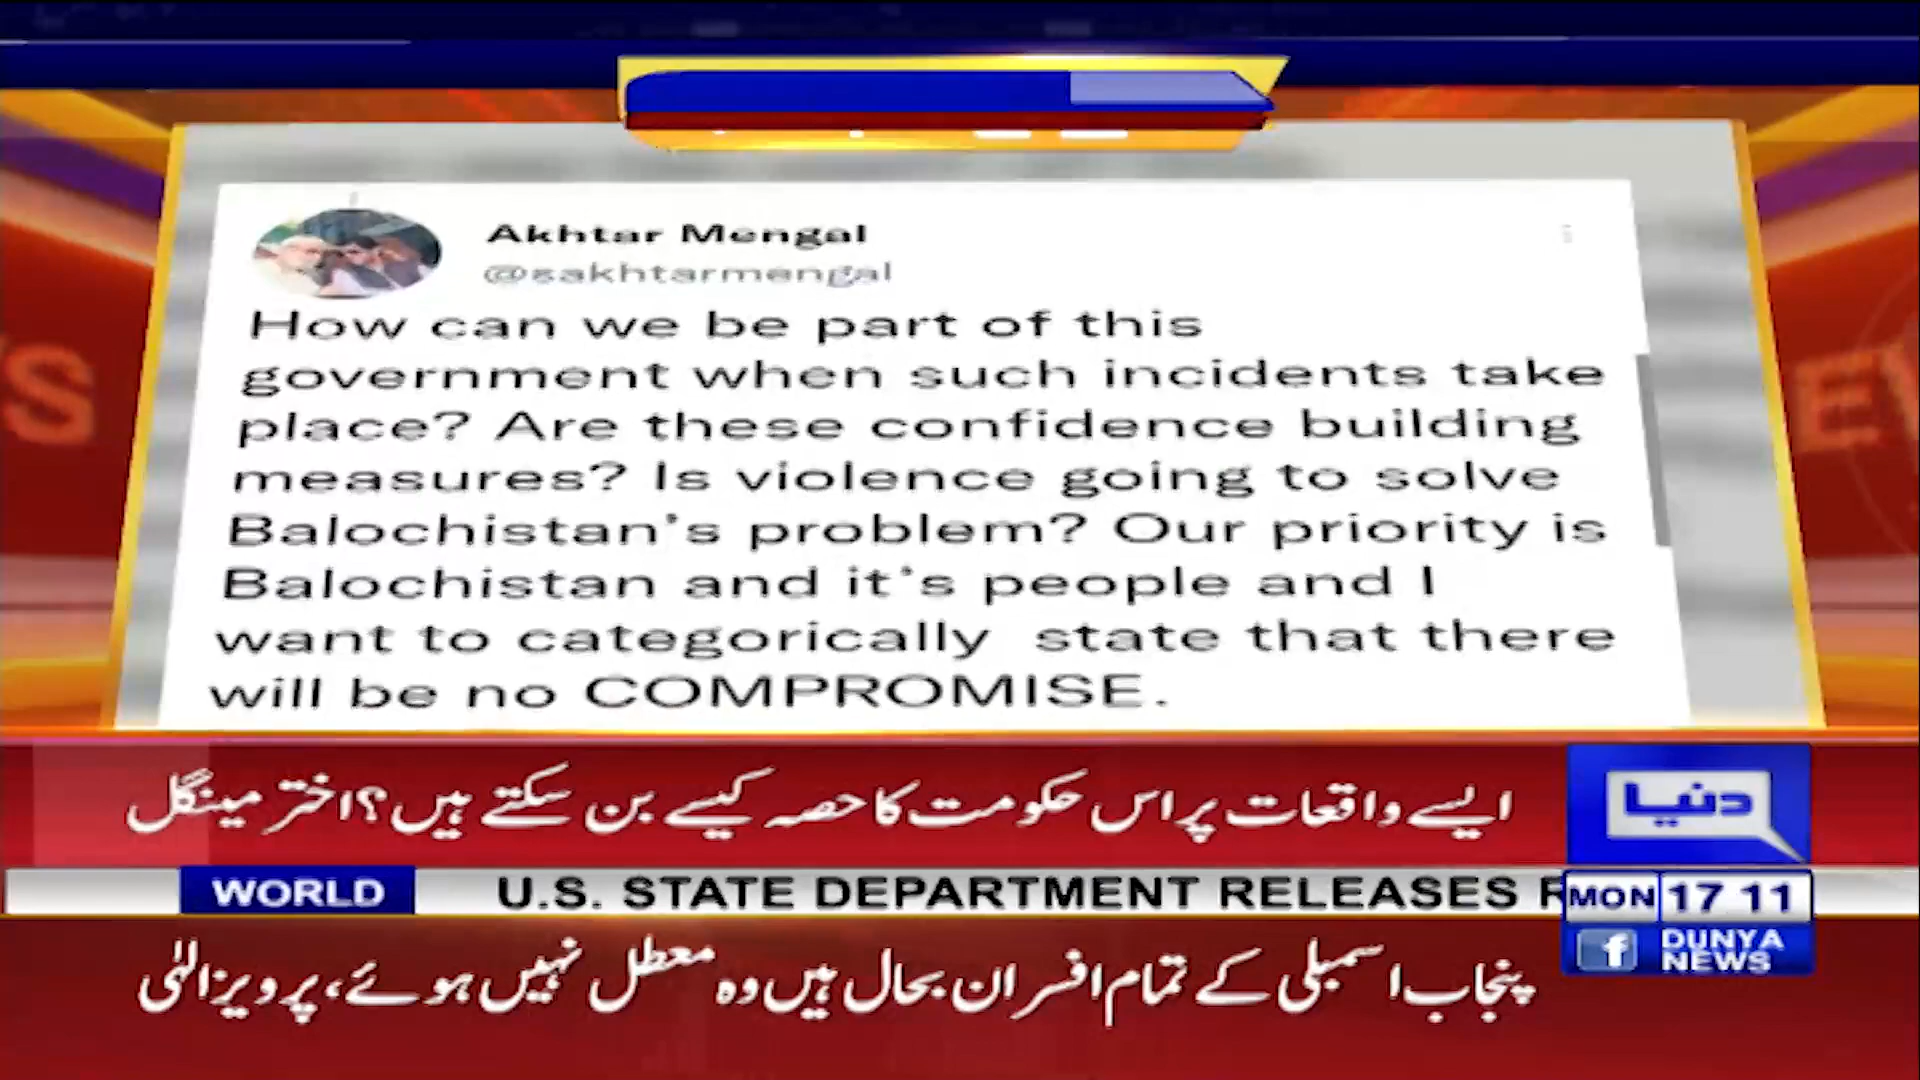 Akhtar Mengal
@sakhtarmengal
How can we be part of this
government when such incidents take
place? Are these confidence building
measures? Is violence going to solve
Balochistan's problem? Our priority is
Balochistan and it's people and I
want to categorically state that there
will be no COMPROMISE.
ایسے واقعات پر اس حکومت کا حصہ کیسے بن سکتے ہیں؟ اختر مینگل
دنیا
WORLD
U.S. STATE DEPARTMENT RELEASES
MON 17 11
DUNYA
NEWS
پنجاب اسمبلی کے تمام افسران بحال ہیں وہ معطل نہیں ہوئے، پرویز الہٰی